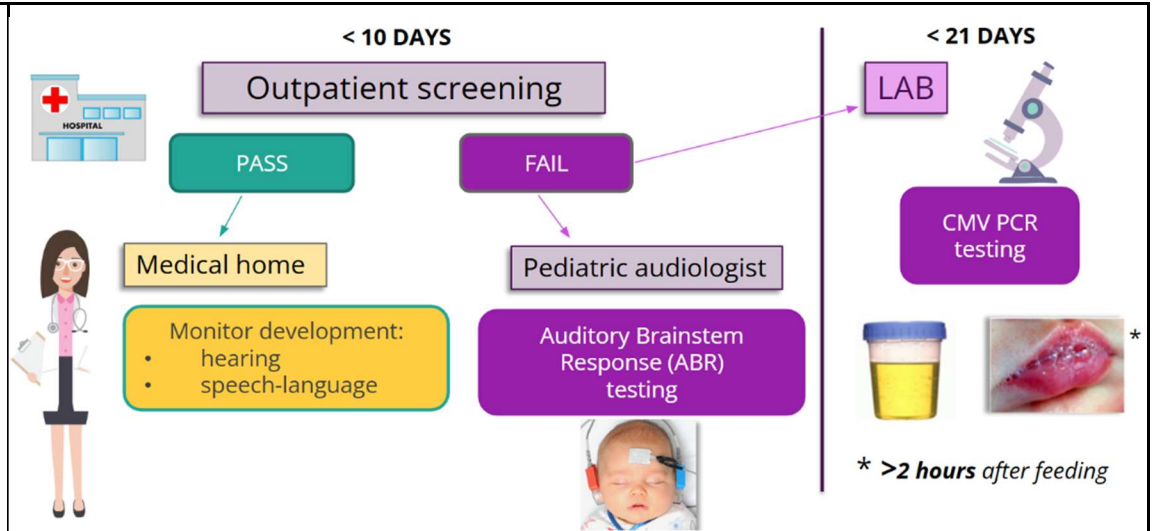 < 10 DAYS
< 21 DAYS
Outpatient screening
LAB
HOSPITAL
PASS
FAIL
CMV PCR
testing
Medical home
Pediatric audiologist
Monitor development:
• hearing
• speech-language
Auditory Brainstem
Response (ABR)
testing
*
* >2 hours after feeding